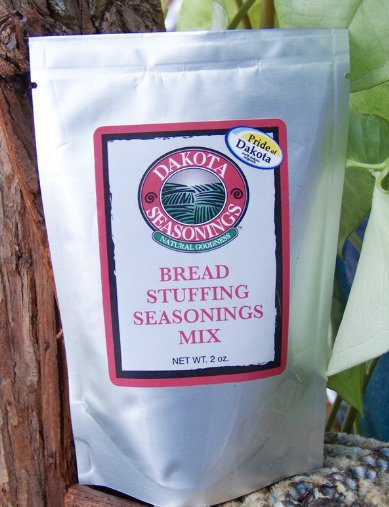 Pride of
Dakota
DAKOTA
SEASONINGS
NATURAL GOODNESS
BREAD
STUFFING
SEASONINGS
MIX
NET WT. 2 oz.